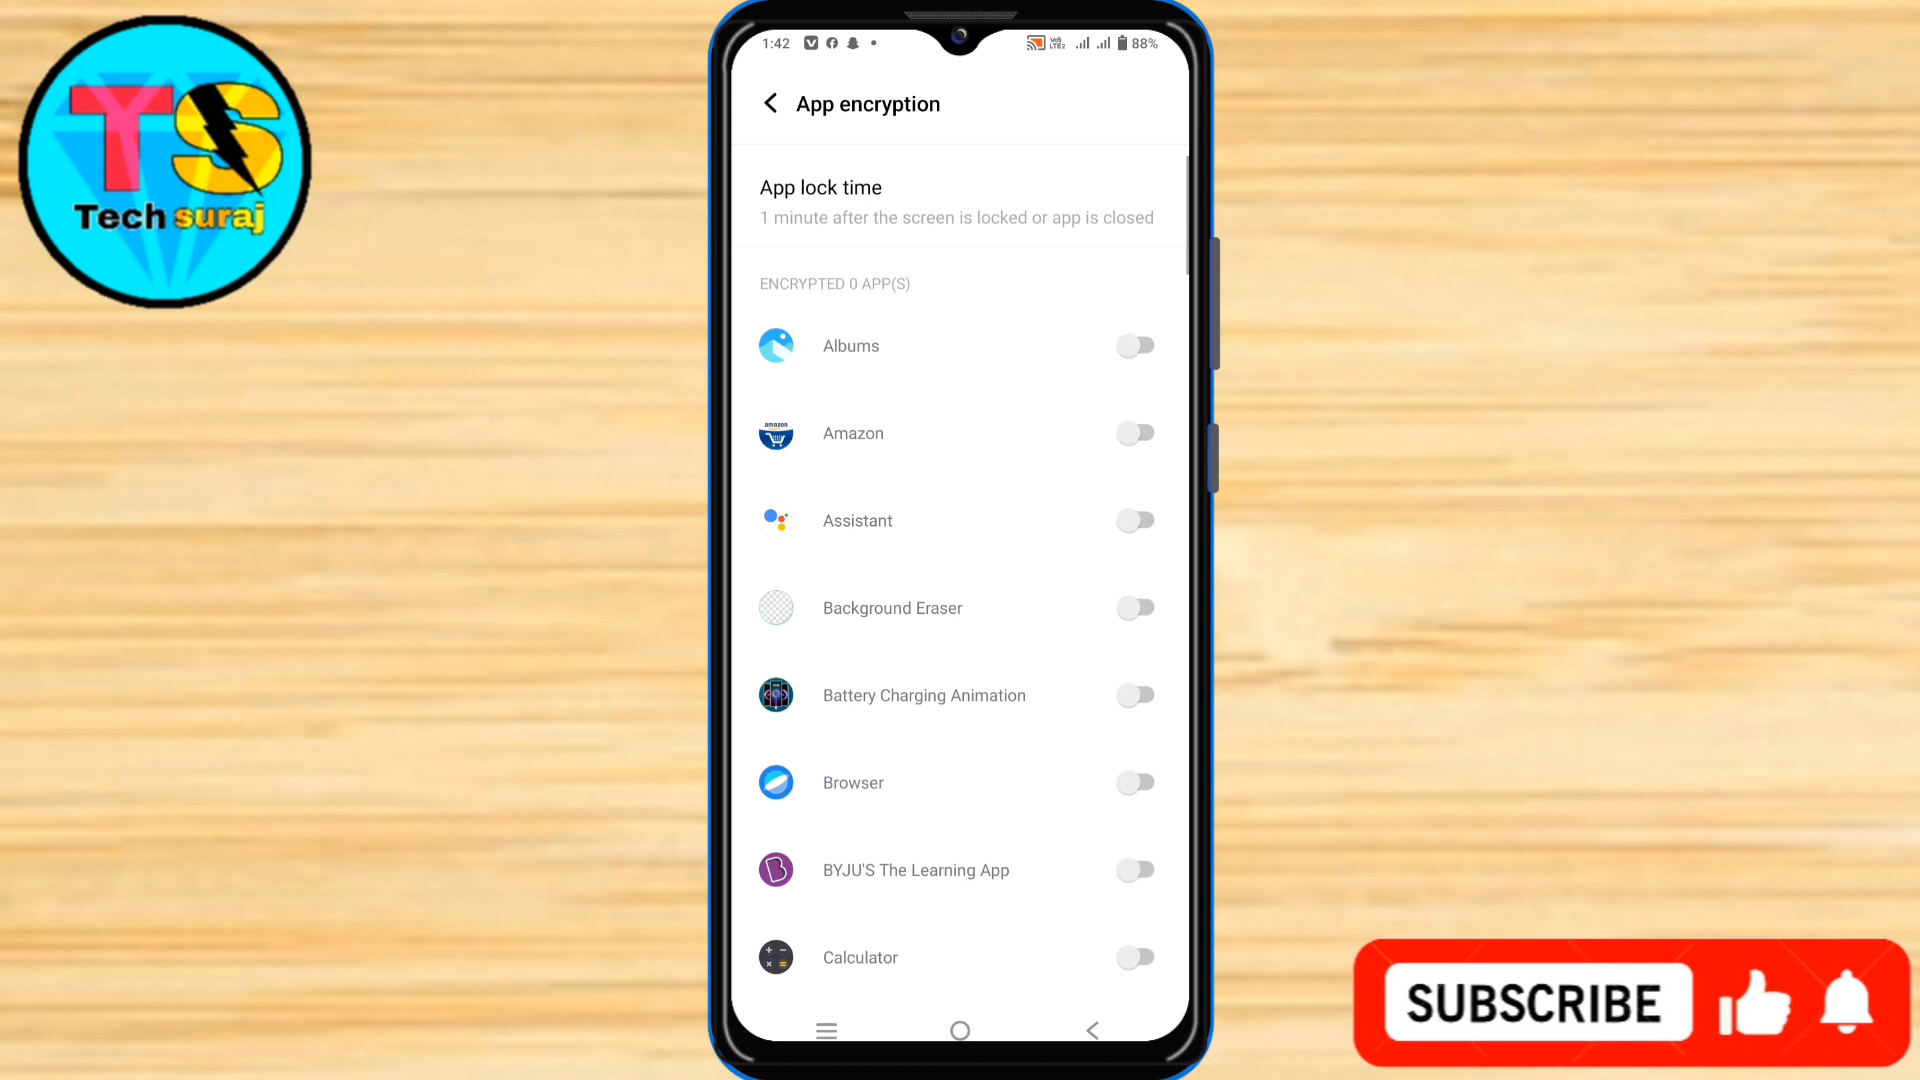 TS
Tech suraj
1:42
88%
App encryption
App lock time
1 minute after the screen is locked or app is closed
ENCRYPTED 0 APP(S)
Albums
amazon
Amazon
Assistant
Background Eraser
Battery Charging Animation
Browser
BYJU'S The Learning App
Calculator
SUBSCRIBE